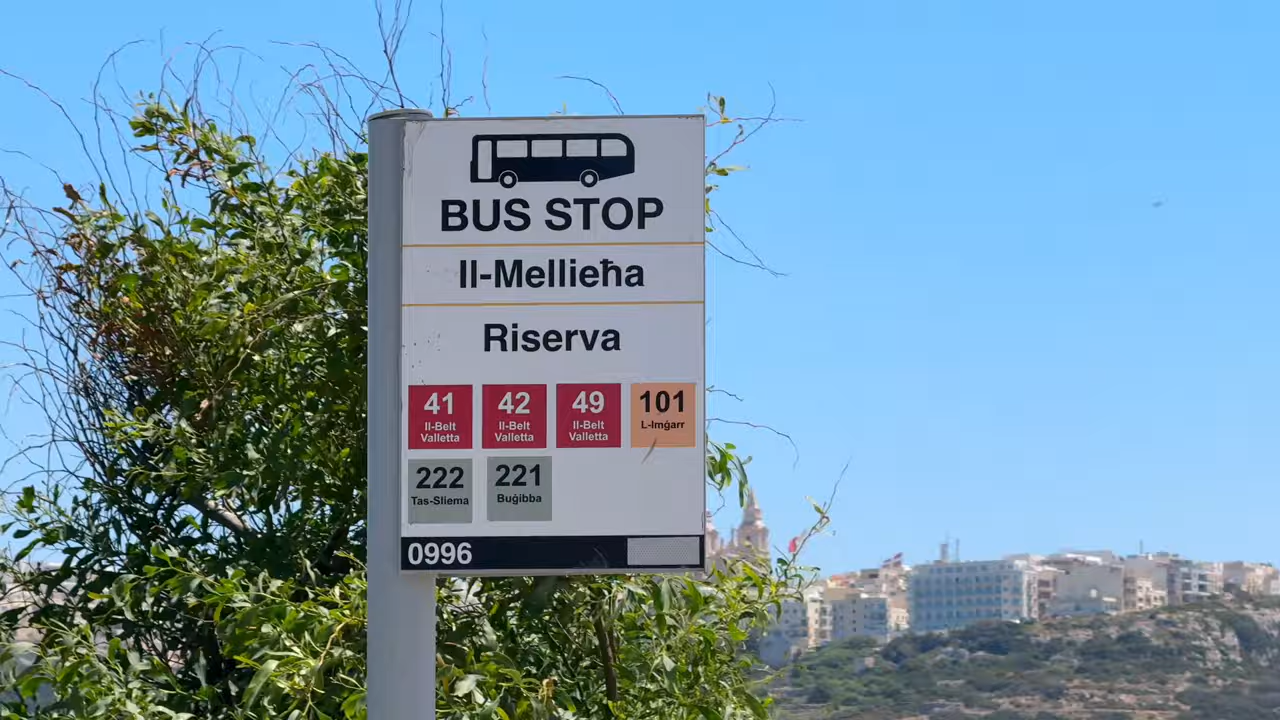 BUS STOP
Il-Mellieħa
Riserva
41 42 49 101
Il-Belt Il-Belt Il-Belt L-Imġarr
Valletta Valletta Valletta
222 221
Tas-Sliema Buġibba
0996